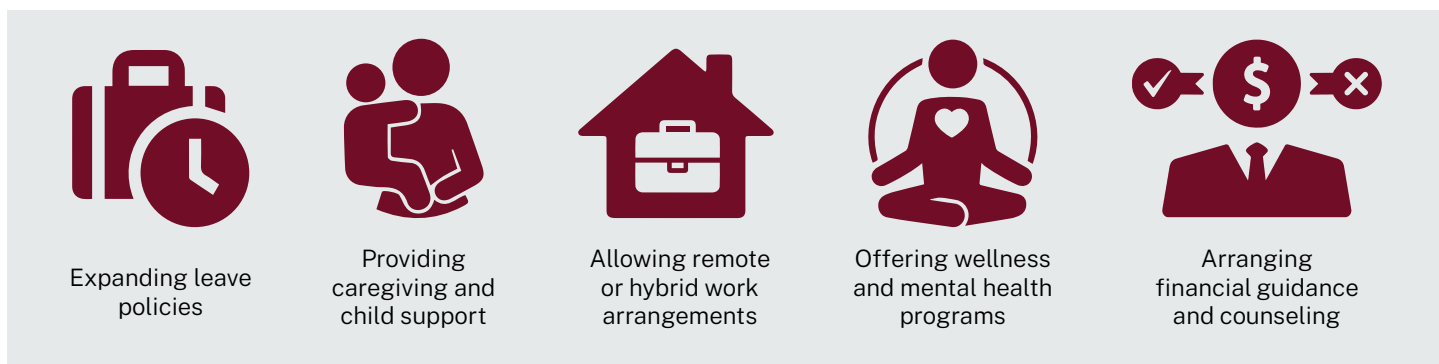 $
Expanding leave
policies
Providing
caregiving and
child support
Allowing remote
or hybrid work
arrangements
Offering wellness
and mental health
programs
Arranging
financial guidance
and counseling